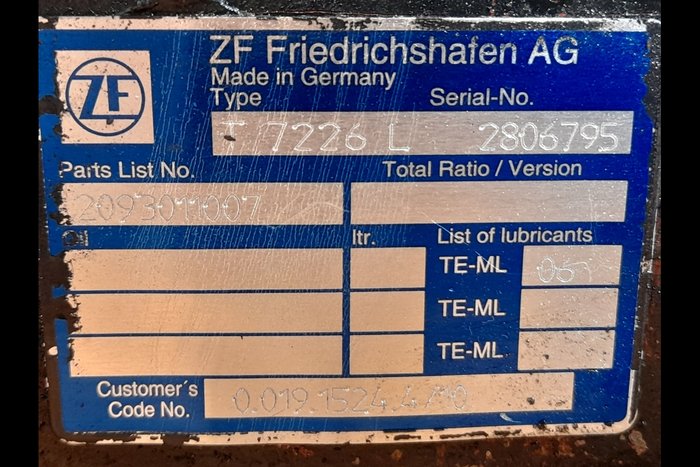 ZF Friedrichshafen AG
ZF
Made in Germany
Type Serial-No.
T 7226 L 2806795
Parts List No. Total Ratio / Version
2093011007
Oil ltr. List of lubricants
TE-ML
TE-ML
TE-ML
Customer's
Code No. 0.019.1524.4/10